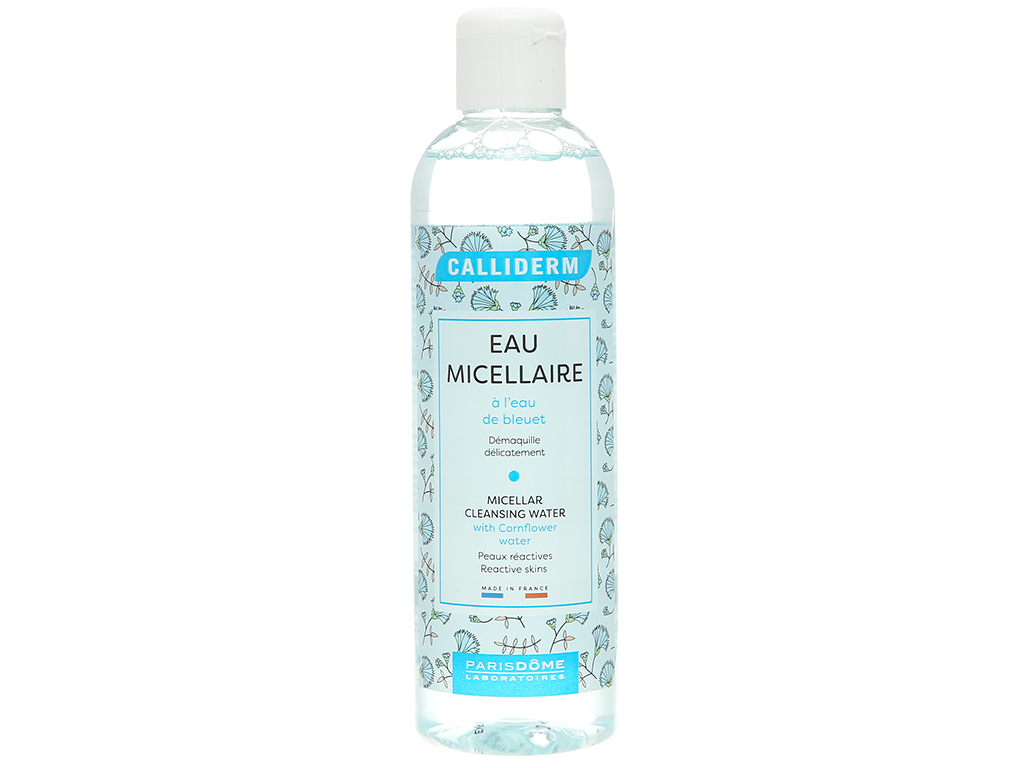 CALLIDERM
EAU
MICELLAIRE
à l'eau
de bleuet
Démaquille
délicatement
MICELLAR
CLEANSING WATER
with Cornflower
water
Peaux réactives
Reactive skins
MADE IN FRANCE
PARISDÔME
LABORATOIRES